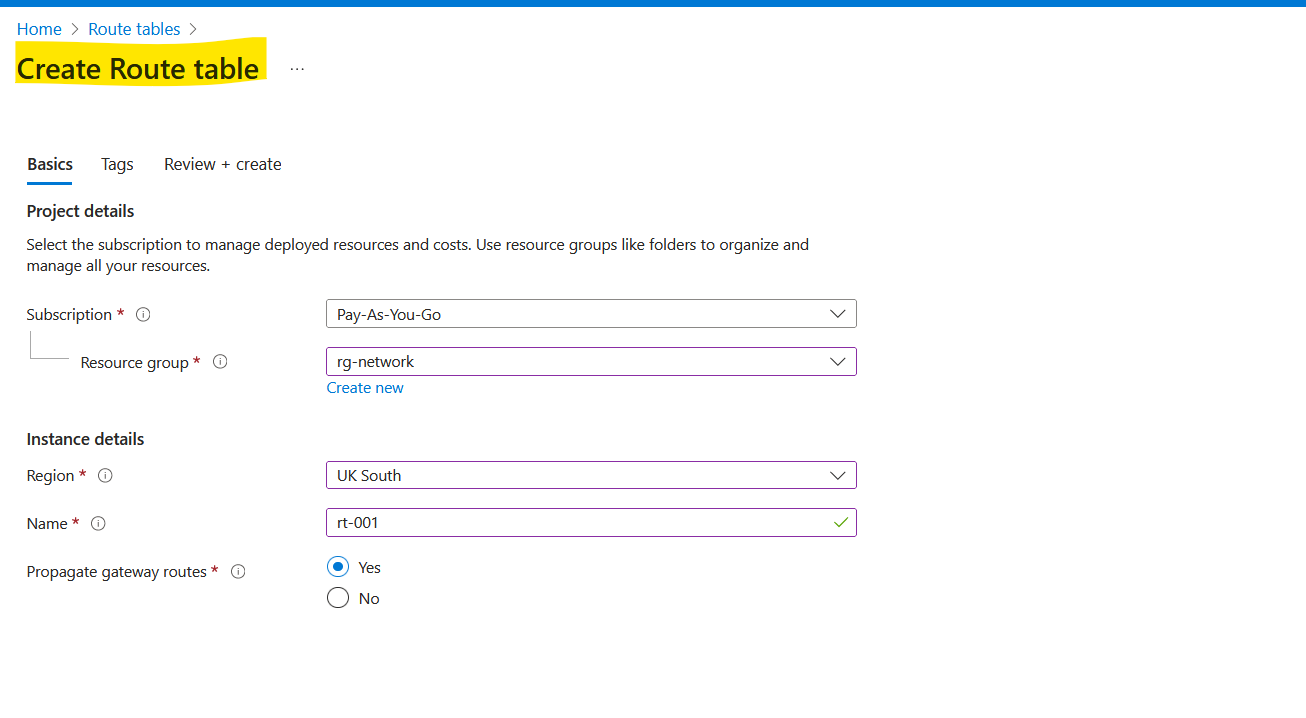 Home > Route tables >
Create Route table ...
Basics Tags Review + create
Project details
Select the subscription to manage deployed resources and costs. Use resource groups like folders to organize and
manage all your resources.
Subscription * Pay-As-You-Go
Resource group * rg-network
Create new
Instance details
Region * UK South
Name * rt-001
Propagate gateway routes * Yes
No